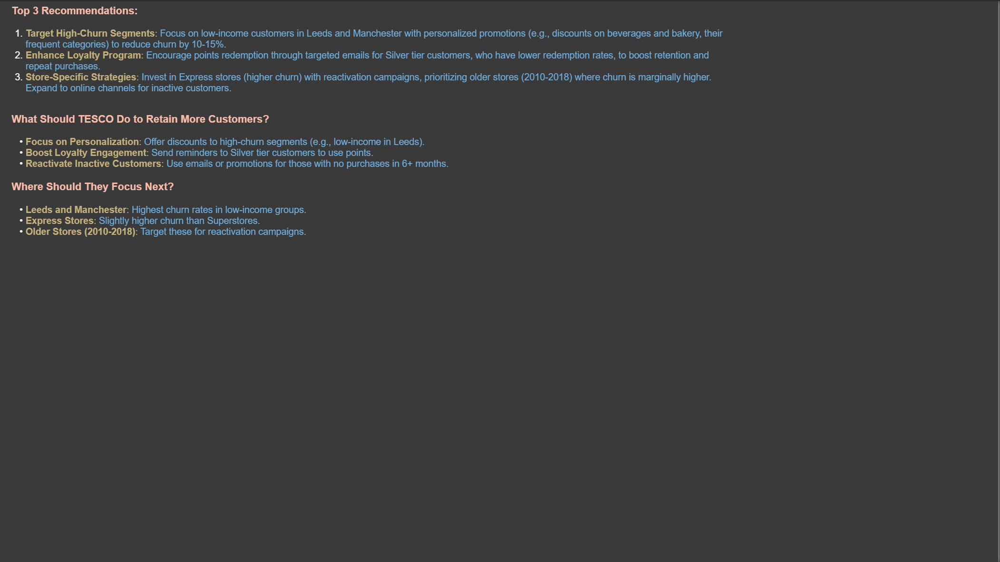 Top 3 Recommendations:
1. Target High-Churn Segments: Focus on low-income customers in Leeds and Manchester with personalized promotions (e.g., discounts on beverages and bakery, their
frequent categories) to reduce churn by 10-15%.
2. Enhance Loyalty Program: Encourage points redemption through targeted emails for Silver tier customers, who have lower redemption rates, to boost retention and
repeat purchases.
3. Store-Specific Strategies: Invest in Express stores (higher churn) with reactivation campaigns, prioritizing older stores (2010-2018) where churn is marginally higher.
Expand to online channels for inactive customers.
What Should TESCO Do to Retain More Customers?
• Focus on Personalization: Offer discounts to high-churn segments (e.g., low-income in Leeds).
• Boost Loyalty Engagement: Send reminders to Silver tier customers to use points.
• Reactivate Inactive Customers: Use emails or promotions for those with no purchases in 6+ months.
Where Should They Focus Next?
• Leeds and Manchester: Highest churn rates in low-income groups.
• Express Stores: Slightly higher churn than Superstores.
• Older Stores (2010-2018): Target these for reactivation campaigns.